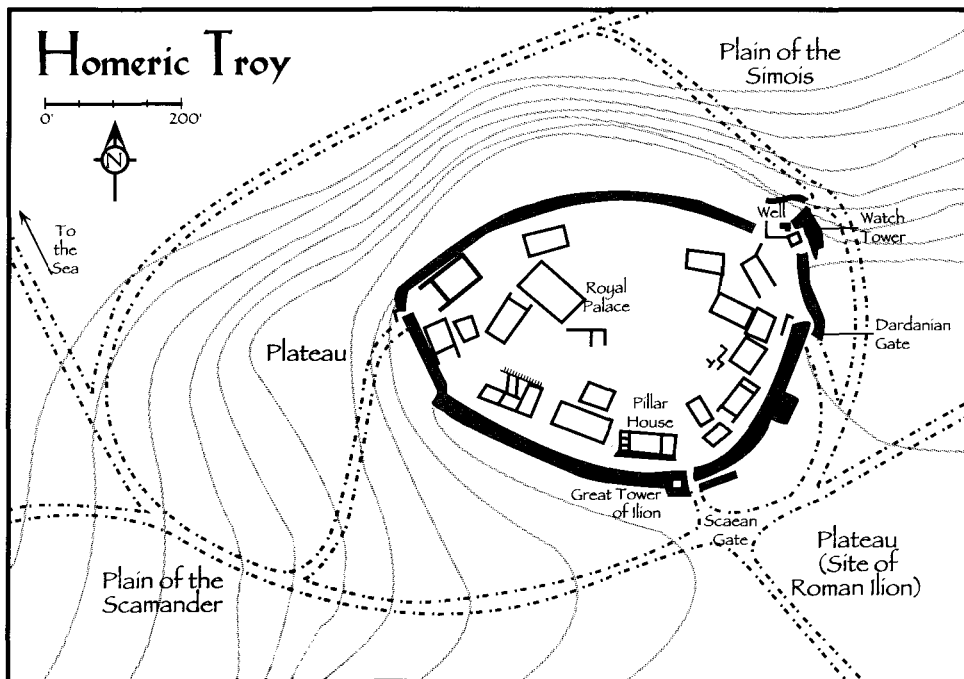 Homeric Troy
0' 200'
N
To
the
Sea
Plain of the
Simois
Well
Watch
Tower
Royal
Palace
Dardanian
Gate
Plateau
Pillar
House
Great Tower
of Ilion
Scaean
Gate
Plateau
(Site of
Roman Ilion)
Plain of the
Scamander